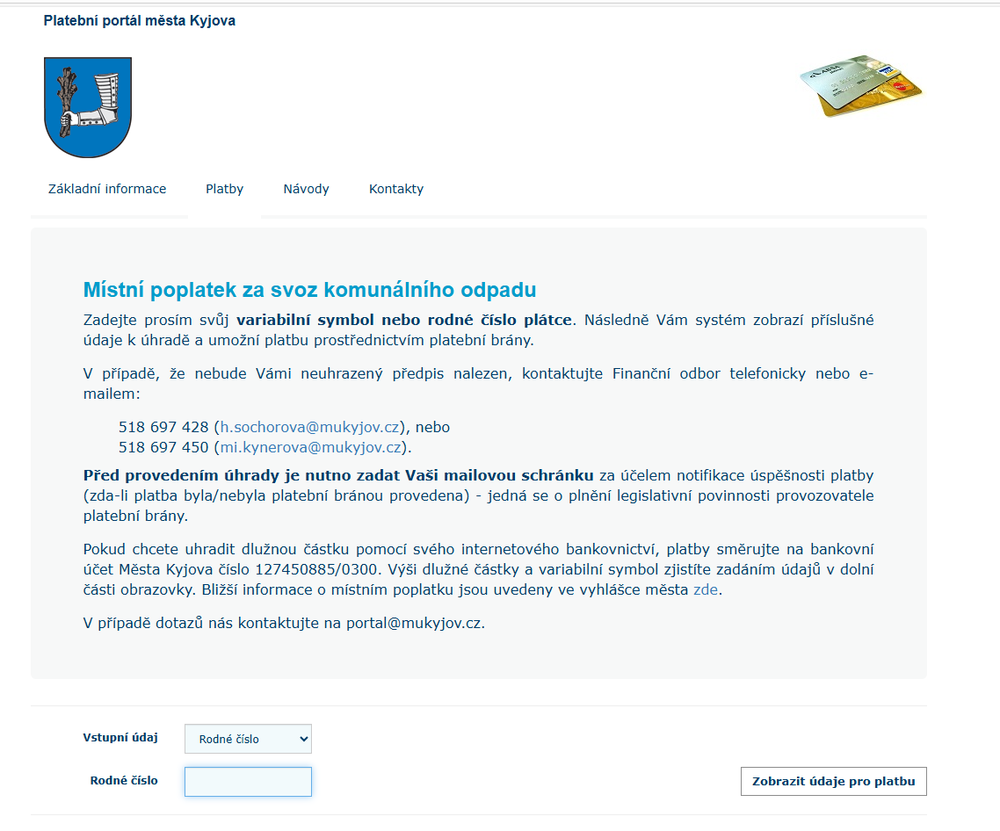 Platební portál města Kyjova
Základní informace Platby Návody Kontakty
Místní poplatek za svoz komunálního odpadu
Zadejte prosím svůj variabilní symbol nebo rodné číslo plátce. Následně Vám systém zobrazí příslušné
údaje k úhradě a umožní platbu prostřednictvím platební brány.
V případě, že nebude Vámi neuhrazený předpis nalezen, kontaktujte Finanční odbor telefonicky nebo e-
mailem:
518 697 428 (h.sochorova@mukyjov.cz), nebo
518 697 450 (mi.kynerova@mukyjov.cz).
Před provedením úhrady je nutno zadat Vaši mailovou schránku za účelem notifikace úspěšnosti platby
(zda-li platba byla/nebyla platební bránou provedena) - jedná se o plnění legislativní povinnosti provozovatele
platební brány.
Pokud chcete uhradit dlužnou částku pomocí svého internetového bankovnictví, platby směrujte na bankovní
účet Města Kyjova číslo 127450885/0300. Výši dlužné částky a variabilní symbol zjistíte zadáním údajů v dolní
části obrazovky. Bližší informace o místním poplatku jsou uvedeny ve vyhlášce města zde.
V případě dotazů nás kontaktujte na portal@mukyjov.cz.
Vstupní údaj Rodné číslo
Rodné číslo Zobrazit údaje pro platbu